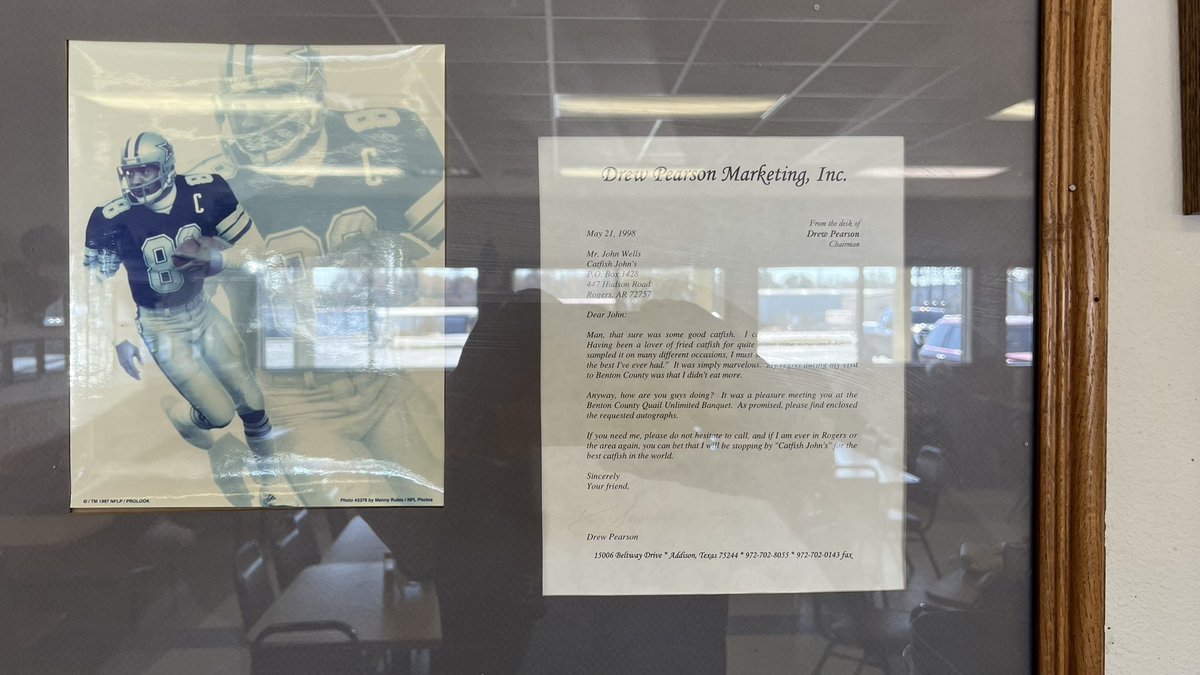 88
C
8
C
88
© / TM 1997 NFLP / PROLOOK
Photo #2378 by Manny Rubio / NFL Photos
Drew Pearson Marketing, Inc.
From the desk of
Drew Pearson
Chairman
May 21, 1998
Mr. John Wells
Catfish John's
P.O. Box 1428
447 Hudson Road
Rogers, AR 72757
Dear John:
Man, that sure was some good catfish. I
Having been a lover of fried catfish for quite some time now and
sampled it on many different occasions, I must
the best I've ever had." It was simply marvelous. My regret during my visit
to Benton County was that I didn't eat more.
Anyway, how are you guys doing? It was a pleasure meeting you at the
Benton County Quail Unlimited Banquet. As promised, please find enclosed
the requested autographs.
If you need me, please do not hesitate to call, and if I am ever in Rogers or
the area again, you can bet that I will be stopping by "Catfish John's" for the
best catfish in the world.
Sincerely
Your friend,
Drew Pearson
15006 Beltway Drive * Addison, Texas 75244 * 972-702-8055 * 972-702-0143 fax